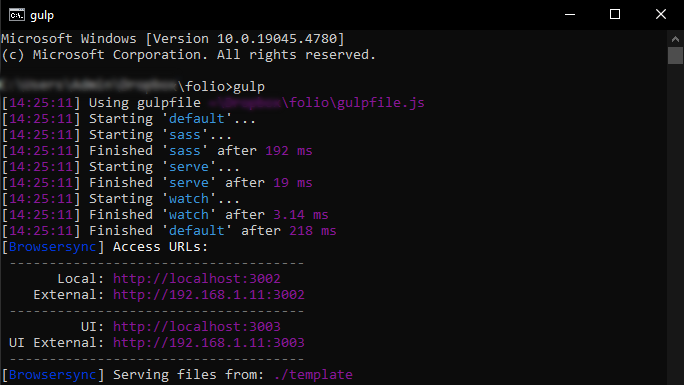 gulp
Microsoft Windows [Version 10.0.19045.4780]
(c) Microsoft Corporation. All rights reserved.
\folio>gulp
[14:25:11] Using gulpfile \folio\gulpfile.js
[14:25:11] Starting 'default'...
[14:25:11] Starting 'sass'...
[14:25:11] Finished 'sass' after 192 ms
[14:25:11] Starting 'serve'...
[14:25:11] Finished 'serve' after 19 ms
[14:25:11] Starting 'watch'...
[14:25:11] Finished 'watch' after 3.14 ms
[14:25:11] Finished 'default' after 218 ms
[Browsersync] Access URLs:
-------------------------------------
Local: http://localhost:3002
External: http://192.168.1.11:3002
-------------------------------------
UI: http://localhost:3003
UI External: http://192.168.1.11:3003
-------------------------------------
[Browsersync] Serving files from: ./template